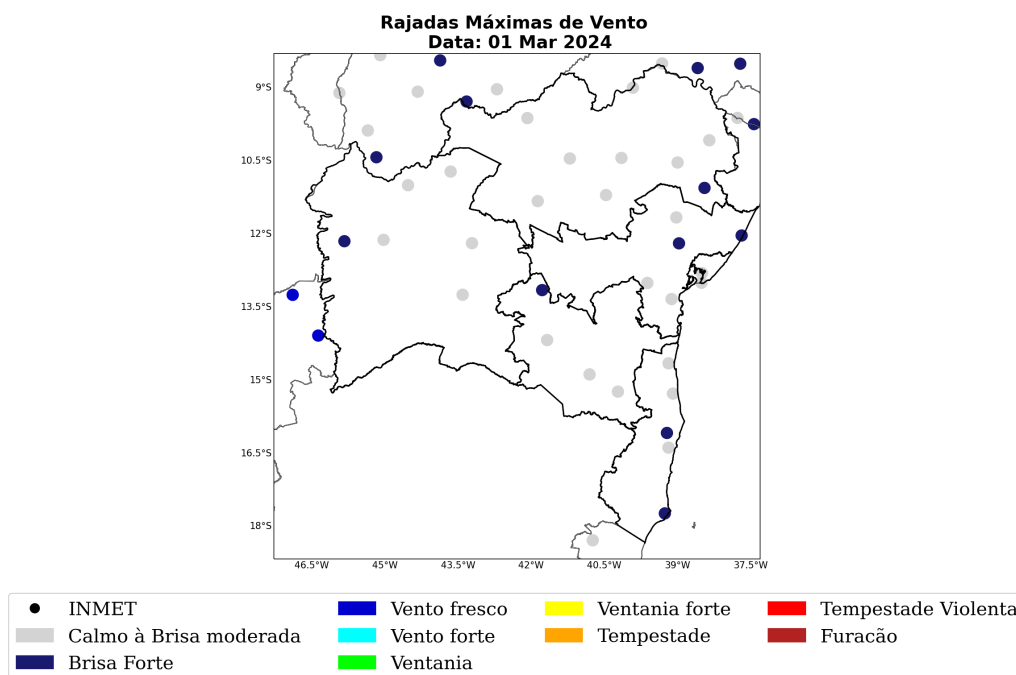 Rajadas Máximas de Vento
Data: 01 Mar 2024
9°S
10.5°S
12°S
13.5°S
15°S
16.5°S
18°S
46.5°W 45°W 43.5°W 42°W 40.5°W 39°W 37.5°W
INMET Vento fresco Ventania forte Tempestade Violenta
Calmo à Brisa moderada Vento forte Tempestade Furacão
Brisa Forte Ventania